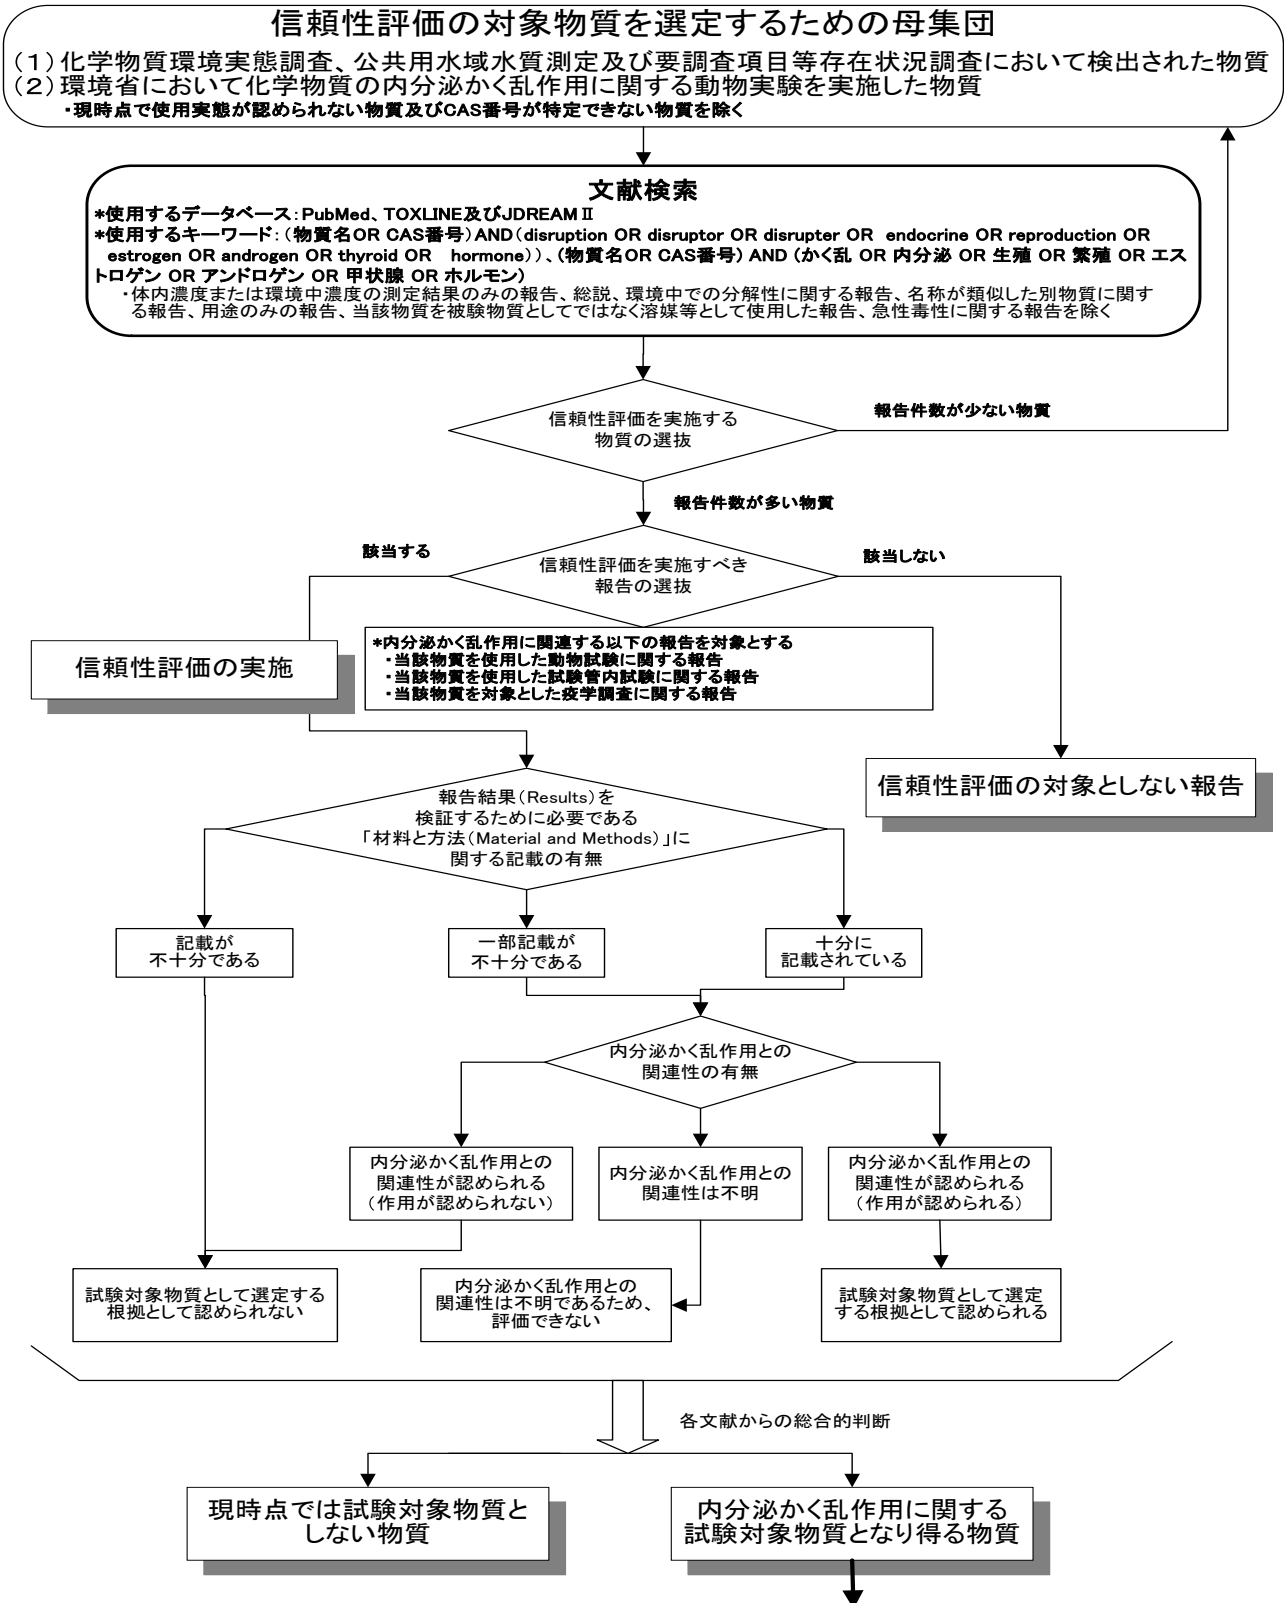 信頼性評価の対象物質を選定するための母集団
(1)化学物質環境実態調査、公共用水域水質測定及び要調査項目等存在状況調査において検出された物質
(2)環境省において化学物質の内分泌かく乱作用に関する動物実験を実施した物質
・現時点で使用実態が認められない物質及びCAS番号が特定できない物質を除く
文献検索
*使用するデータベース:PubMed、TOXLINE及びJDREAMⅡ
*使用するキーワード:(物質名OR CAS番号)AND(disruption OR disruptor OR disrupter OR endocrine OR reproduction OR
estrogen OR androgen OR thyroid OR hormone))、(物質名OR CAS番号) AND (かく乱 OR 内分泌 OR 生殖 OR 繁殖 OR エス
トロゲン OR アンドロゲン OR 甲状腺 OR ホルモン)
・体内濃度または環境中濃度の測定結果のみの報告、総説、環境中での分解性に関する報告、名称が類似した別物質に関す
る報告、用途のみの報告、当該物質を被験物質としてではなく溶媒等として使用した報告、急性毒性に関する報告を除く
信頼性評価を実施する
物質の選抜
報告件数が少ない物質
報告件数が多い物質
該当する
信頼性評価を実施すべき
報告の選抜
該当しない
信頼性評価の実施
*内分泌かく乱作用に関連する以下の報告を対象とする
・当該物質を使用した動物試験に関する報告
・当該物質を使用した試験管内試験に関する報告
・当該物質を対象とした疫学調査に関する報告
信頼性評価の対象としない報告
報告結果(Results)を
検証するために必要である
「材料と方法(Material and Methods)」に
関する記載の有無
記載が
不十分である
一部記載が
不十分である
十分に
記載されている
内分泌かく乱作用との
関連性の有無
内分泌かく乱作用との
関連性が認められる
(作用が認められない)
内分泌かく乱作用との
関連性は不明
内分泌かく乱作用との
関連性が認められる
(作用が認められる)
試験対象物質として選定する
根拠として認められない
内分泌かく乱作用との
関連性は不明であるため、
評価できない
試験対象物質として選定
する根拠として認められる
各文献からの総合的判断
現時点では試験対象物質と
しない物質
内分泌かく乱作用に関する
試験対象物質となり得る物質